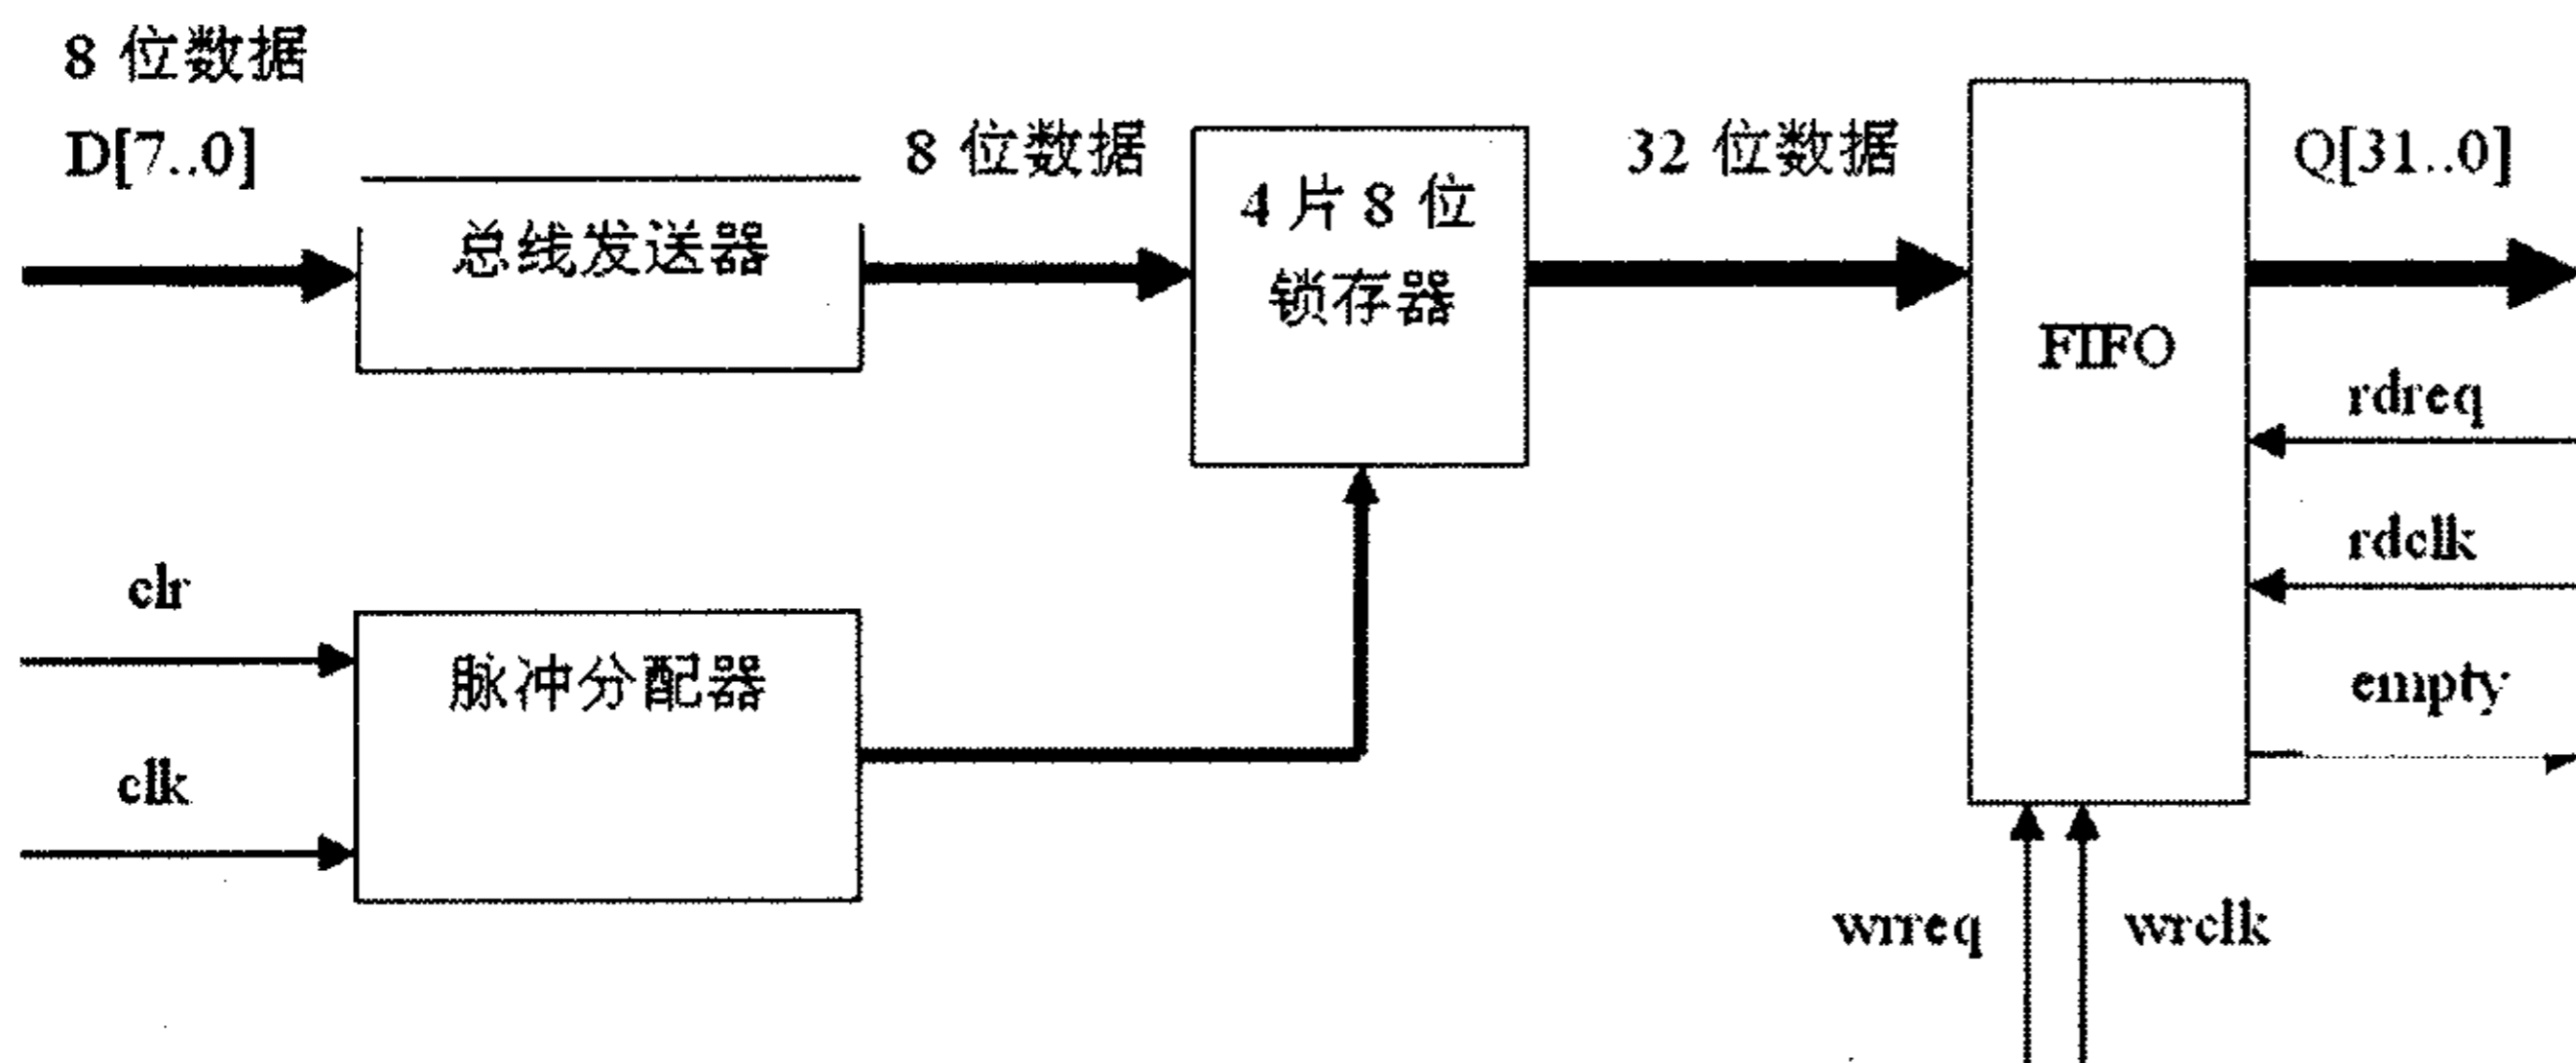 8 位数据
D[7..0]
总线发送器
8 位数据
4 片 8 位
锁存器
32 位数据
FIFO
Q[31..0]
rdreq
rdclk
empty
clr
clk
脉冲分配器
wrreq
wrclk